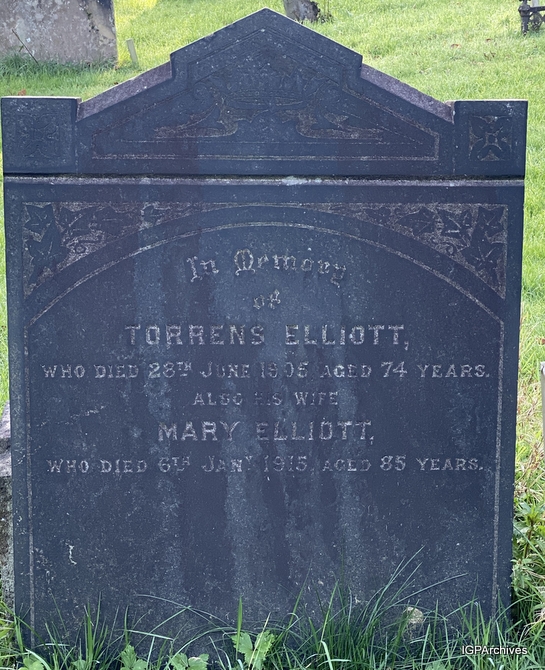 In Memory
of
TORRENS ELLIOTT,
WHO DIED 28TH JUNE 1905 AGED 74 YEARS.
ALSO HIS WIFE
MARY ELLIOTT,
WHO DIED 6TH JANY 1915, AGED 85 YEARS.
IGPArchives